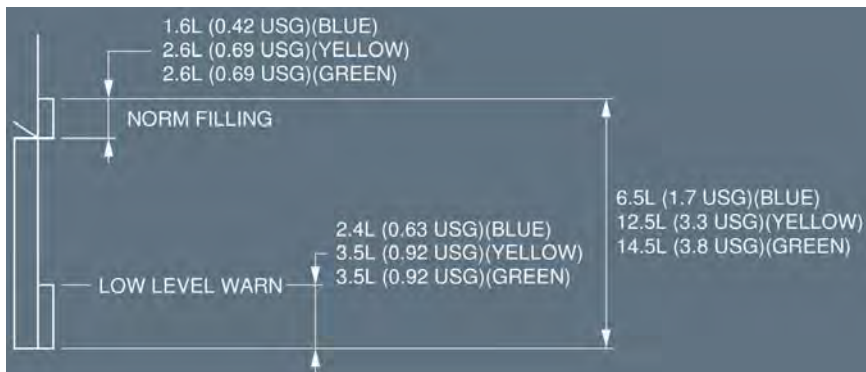 1.6L (0.42 USG)(BLUE)
2.6L (0.69 USG)(YELLOW)
2.6L (0.69 USG)(GREEN)
NORM FILLING
6.5L (1.7 USG)(BLUE)
12.5L (3.3 USG)(YELLOW)
14.5L (3.8 USG)(GREEN)
2.4L (0.63 USG)(BLUE)
3.5L (0.92 USG)(YELLOW)
3.5L (0.92 USG)(GREEN)
LOW LEVEL WARN